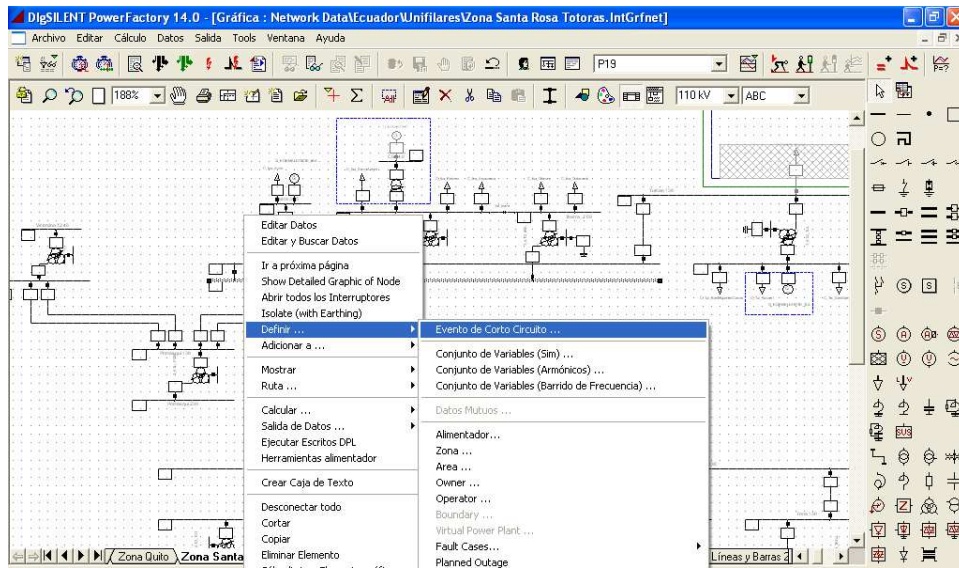 DIgSILENT PowerFactory 14.0 - [Gráfica : Network Data\Ecuador\Unifilares\Zona Santa Rosa Totoras.IntGrfnet]
Archivo Editar Cálculo Datos Salida Tools Ventana Ayuda
P19
188%
110 kV
ABC
Editar Datos
Editar y Buscar Datos
Ir a próxima página
Show Detailed Graphic of Node
Abrir todos los Interruptores
Isolate (with Earthing)
Definir ...
Adicionar a ...
Mostrar
Ruta ...
Calcular ...
Salida de Datos ...
Ejecutar Escritos DPL
Herramientas alimentador
Crear Caja de Texto
Desconectar todo
Cortar
Copiar
Eliminar Elemento
Evento de Corto Circuito ...
Conjunto de Variables (Sim) ...
Conjunto de Variables (Armónicos) ...
Conjunto de Variables (Barrido de Frecuencia) ...
Datos Mutuos ...
Alimentador...
Zona ...
Area ...
Owner ...
Operator ...
Boundary ...
Virtual Power Plant ...
Fault Cases...
Planned Outage
SVS
Zona Quito
Zona Santa
Líneas y Barras 2